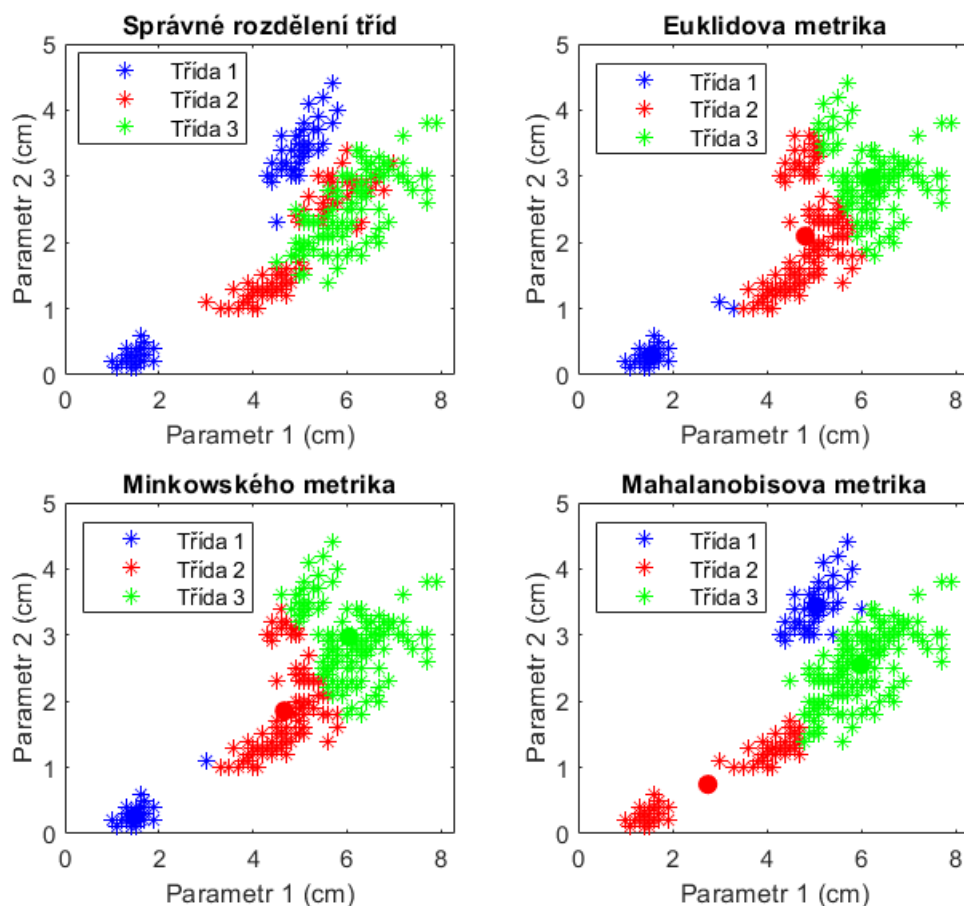 Správné rozdělení tříd
5
4
3
2
1
0
0 2 4 6 8
Parametr 2 (cm)
Parametr 1 (cm)
Třída 1
Třída 2
Třída 3
Euklidova metrika
5
4
3
2
1
0
0 2 4 6 8
Parametr 2 (cm)
Parametr 1 (cm)
Třída 1
Třída 2
Třída 3
Minkowského metrika
5
4
3
2
1
0
0 2 4 6 8
Parametr 2 (cm)
Parametr 1 (cm)
Třída 1
Třída 2
Třída 3
Mahalanobisova metrika
5
4
3
2
1
0
0 2 4 6 8
Parametr 2 (cm)
Parametr 1 (cm)
Třída 1
Třída 2
Třída 3